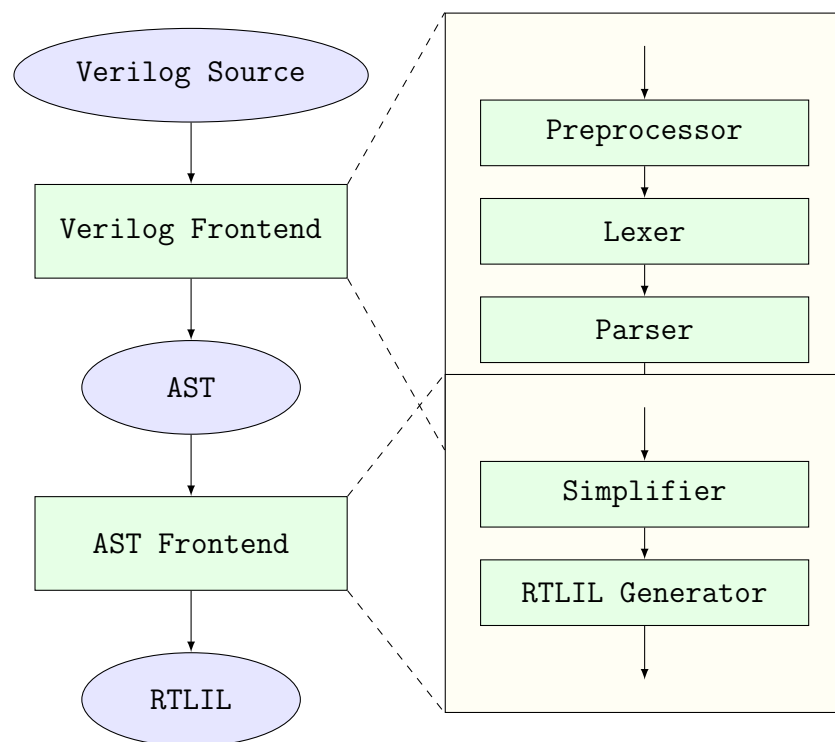 Verilog Source
Verilog Frontend
AST
AST Frontend
RTLIL
Preprocessor
Lexer
Parser
Simplifier
RTLIL Generator